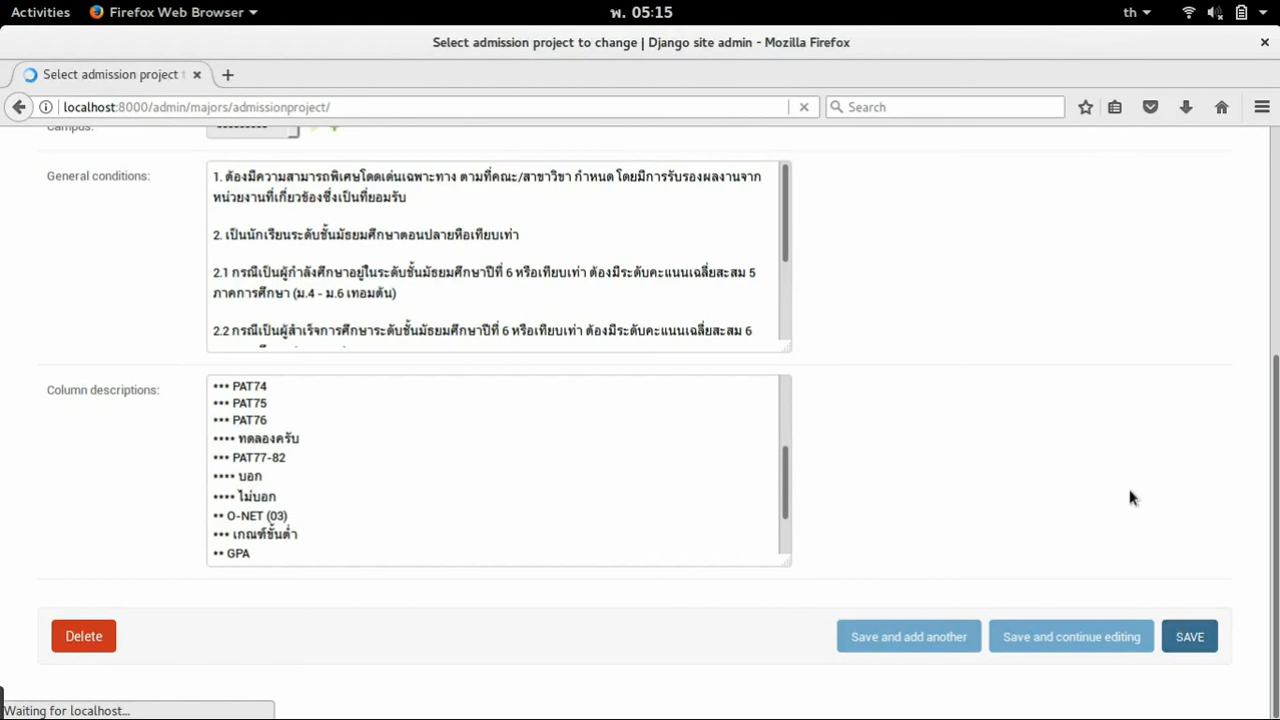 Activities Firefox Web Browser พ. 05:15 th
Select admission project to change | Django site admin - Mozilla Firefox
Select admission project t
localhost:8000/admin/majors/admissionproject/ Search
Campus:
General conditions:
1. ต้องมีความสามารถพิเศษโดดเด่นเฉพาะทาง ตามที่คณะ/สาขาวิชา กำหนด โดยมีการรับรองผลงานจาก
หน่วยงานที่เกี่ยวข้องซึ่งเป็นที่ยอมรับ
2. เป็นนักเรียนระดับชั้นมัธยมศึกษาตอนปลายหรือเทียบเท่า
2.1 กรณีเป็นผู้กำลังศึกษาอยู่ในระดับชั้นมัธยมศึกษาปีที่ 6 หรือเทียบเท่า ต้องมีระดับคะแนนเฉลี่ยสะสม 5
ภาคการศึกษา (ม.4 - ม.6 เทอมต้น)
2.2 กรณีเป็นผู้สำเร็จการศึกษาระดับชั้นมัธยมศึกษาปีที่ 6 หรือเทียบเท่า ต้องมีระดับคะแนนเฉลี่ยสะสม 6
Column descriptions:
*** PAT74
*** PAT75
*** PAT76
**** ทดลองครับ
*** PAT77-82
**** บอก
**** ไม่บอก
** O-NET (03)
*** เกณฑ์ขั้นต่ำ
** GPA
Delete Save and add another Save and continue editing SAVE
Waiting for localhost...